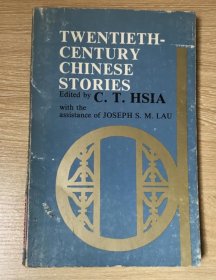 TWENTIETH-
CENTURY
CHINESE
STORIES
Edited by C. T. HSIA
with the
assistance of JOSEPH S. M. LAU